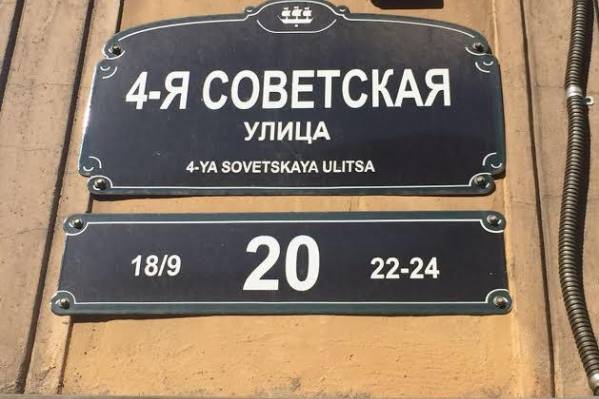 4-Я СОВЕТСКАЯ
УЛИЦА
4-YA SOVETSKAYA ULITSA
18/9 20 22-24